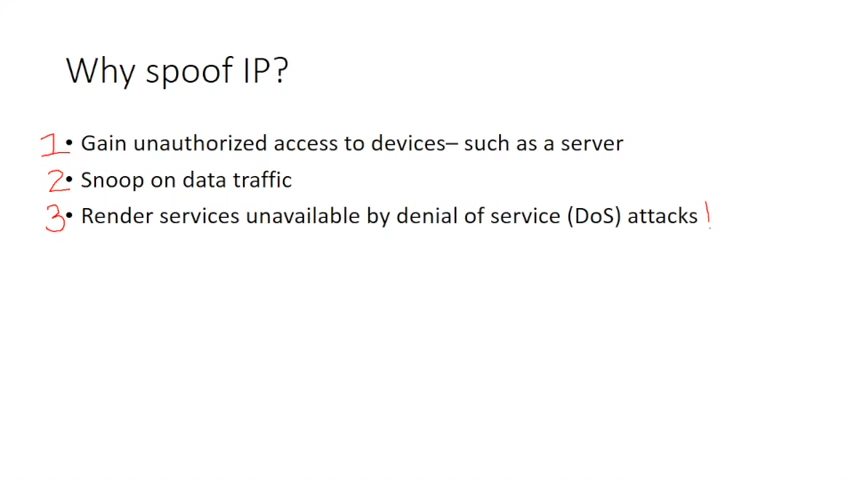 Why spoof IP?
1 • Gain unauthorized access to devices– such as a server
2 • Snoop on data traffic
3 • Render services unavailable by denial of service (DoS) attacks !